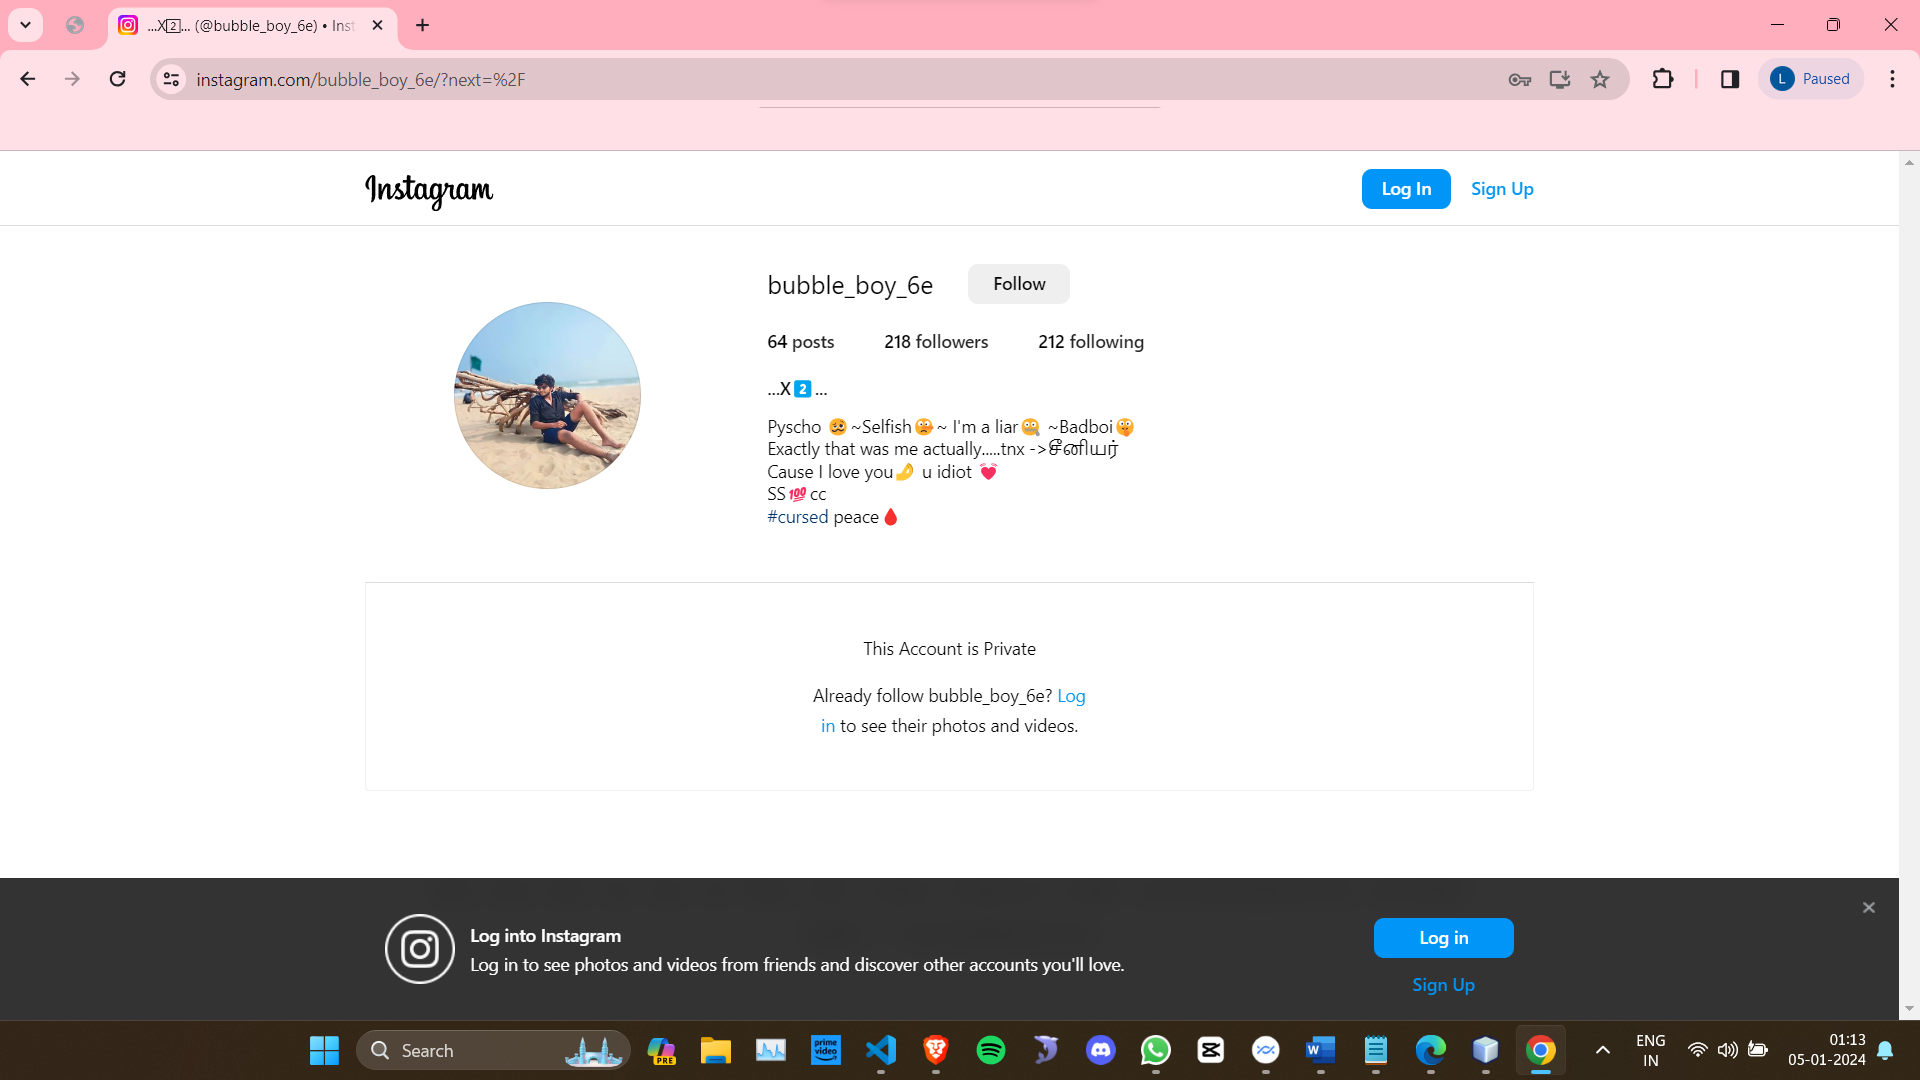 ...X2... (@bubble_boy_6e) • Inst
instagram.com/bubble_boy_6e/?next=%2F
L Paused
Instagram
Log In
Sign Up
bubble_boy_6e
Follow
64 posts
218 followers
212 following
...X2️⃣...
Pyscho 🥴~Selfish🤕~ I'm a liar🤐 ~Badboi🤫
Exactly that was me actually.....tnx ->சீனியர்
Cause I love you🤌 u idiot 💓
SS💯cc
#cursed peace🩸
This Account is Private
Already follow bubble_boy_6e? Log
in to see their photos and videos.
Log into Instagram
Log in to see photos and videos from friends and discover other accounts you'll love.
Log in
Sign Up
Search
PRE
prime
video
W
ENG
IN
01:13
05-01-2024